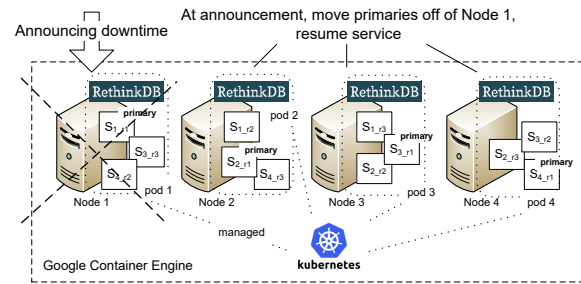 Announcing downtime
At announcement, move primaries off of Node 1,
resume service
RethinkDB
primary
S1_r1
S3_r3
S_r2
pod 1
Node 1
RethinkDB
pod 2
S1_r2
primary
S2_r1
S4_r3
Node 2
RethinkDB
S1_r3
primary
S3_r1
S2_r2
pod 3
Node 3
RethinkDB
S3_r2
S2_r3
primary
S4_r1
pod 4
Node 4
managed
kubernetes
Google Container Engine